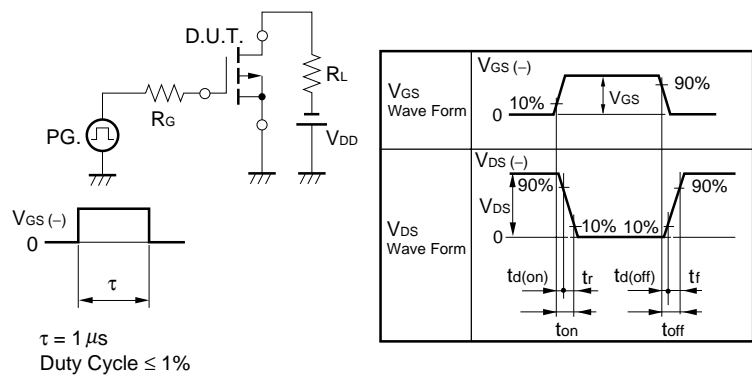 D.U.T.
RL
RG
PG.
VDD
VGS (−)
0
τ
τ = 1 μs
Duty Cycle ≤ 1%
VGS
Wave Form
VGS (−)
10%
VGS
90%
0
VDS
Wave Form
VDS (−)
90%
VDS
10%
10%
90%
0
td(on)
tr
td(off)
tf
ton
toff